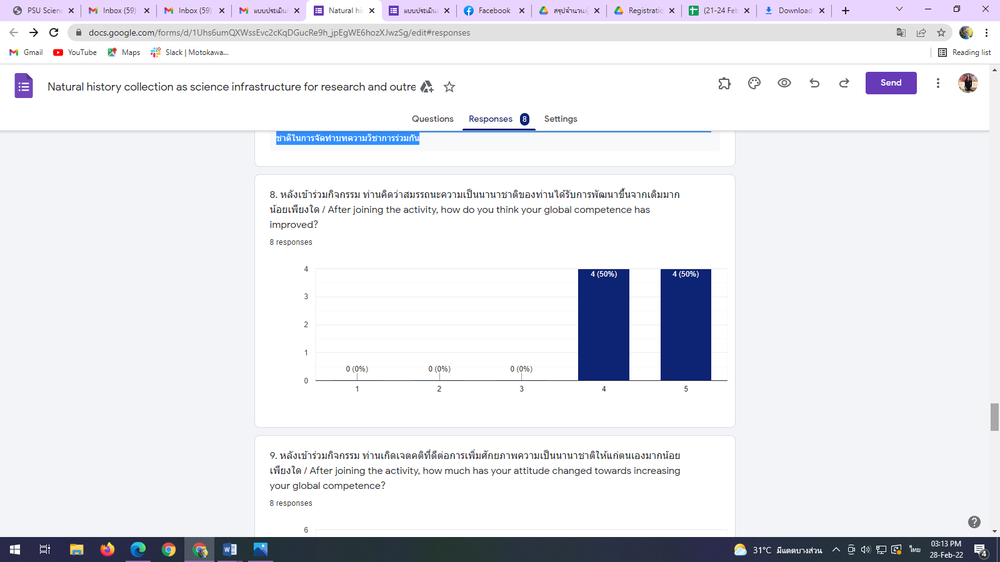 PSU Scienc
Inbox (59)
Inbox (59)
แบบประเมิน
Natural his
แบบประเมิน
Facebook
สรุปจำนวน
Registratio
(21-24 Feb
Download
docs.google.com/forms/d/1Uhs6umQXWssEvc2cKqDGucRe9h_jpEgWE6hozXJwzSg/edit#responses
Gmail
YouTube
Maps
Slack | Motokawa...
Reading list
Natural history collection as science infrastructure for research and outre
Send
Questions
Responses 8
Settings
ชาติในการจัดทำบทความวิชาการร่วมกัน
8. หลังเข้าร่วมกิจกรรม ท่านคิดว่าสมรรถนะความเป็นนานาชาติของท่านได้รับการพัฒนาขึ้นจากเดิมมาก
น้อยเพียงใด / After joining the activity, how do you think your global competence has
improved?
8 responses
4
3
2
1
0
0 (0%)
0 (0%)
0 (0%)
4 (50%)
4 (50%)
1
2
3
4
5
9. หลังเข้าร่วมกิจกรรม ท่านเกิดเจตคติที่ดีต่อการเพิ่มศักยภาพความเป็นนานาชาติให้แก่ตนเองมากน้อย
เพียงใด / After joining the activity, how much has your attitude changed towards increasing
your global competence?
8 responses
6
31°C มีแดดบางส่วน
ไทย
03:13 PM
28-Feb-22
4